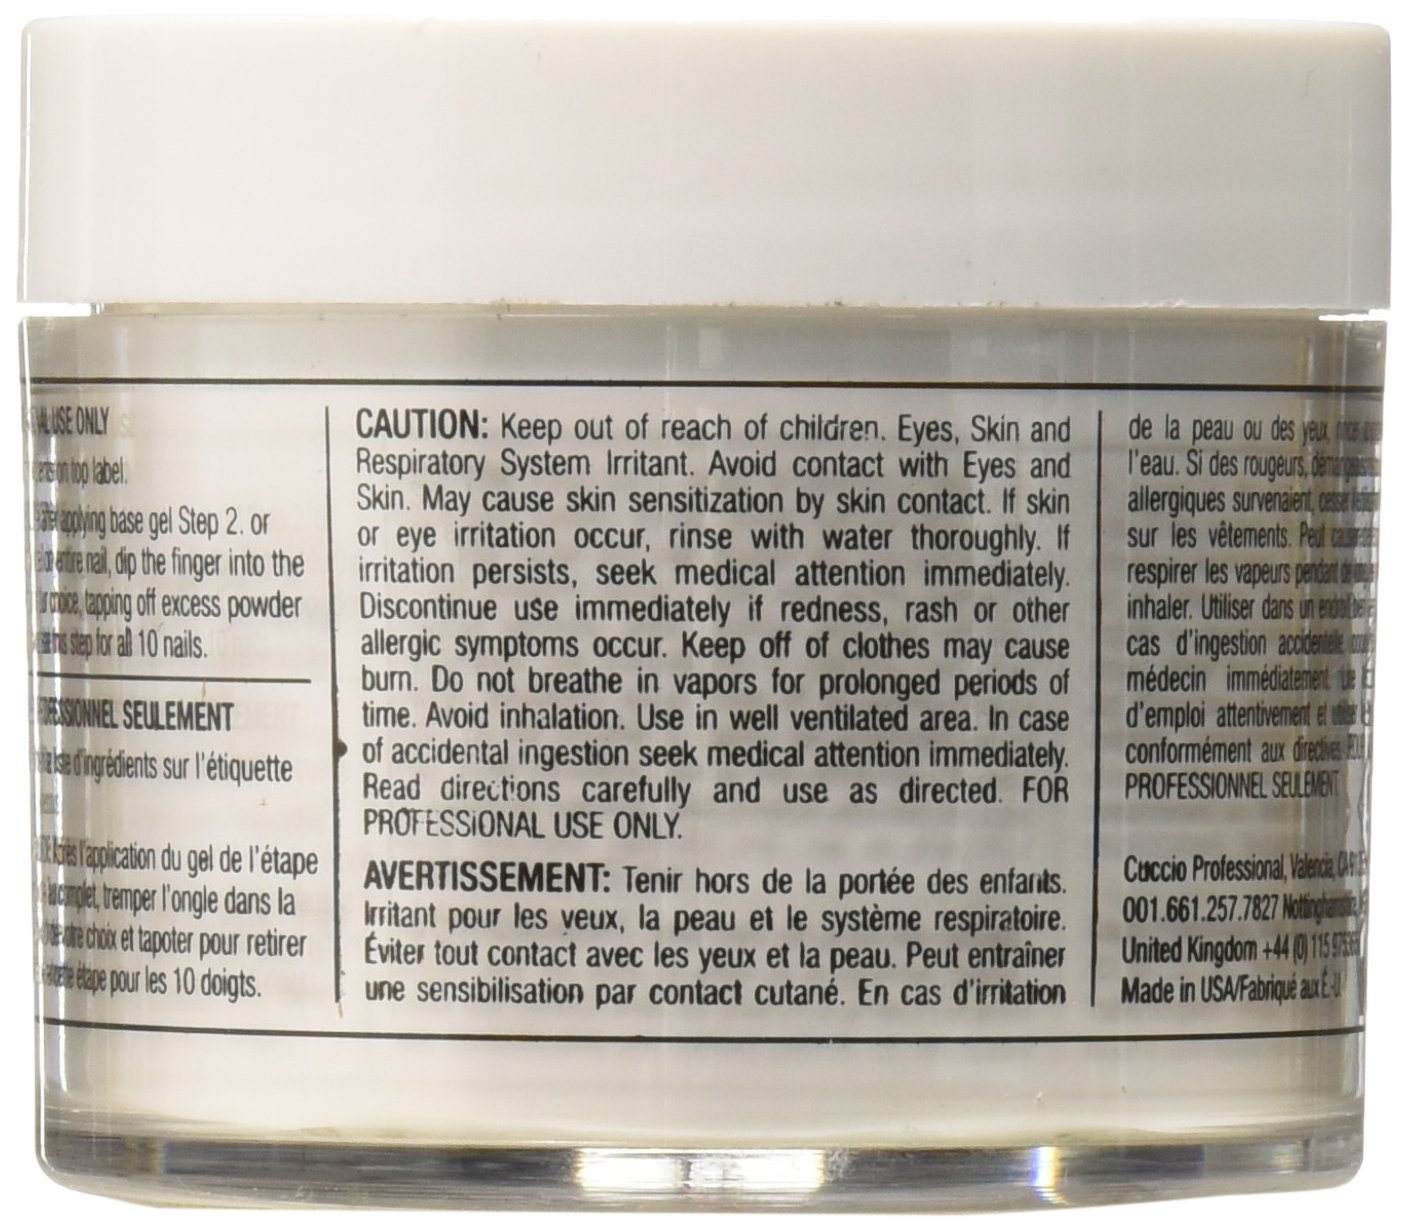 USE ONLY
on top label.
applying base gel Step 2. or
entire nail, dip the finger into the
choice, tapping off excess powder
this step for all 10 nails.
SEULEMENT
d'ingrédients sur l'étiquette
Après l'application du gel de l'étape
complet, tremper l'ongle dans la
votre choix et tapoter pour retirer
cette étape pour les 10 doigts.
CAUTION: Keep out of reach of children. Eyes, Skin and
Respiratory System Irritant. Avoid contact with Eyes and
Skin. May cause skin sensitization by skin contact. If skin
or eye irritation occur, rinse with water thoroughly. If
irritation persists, seek medical attention immediately.
Discontinue use immediately if redness, rash or other
allergic symptoms occur. Keep off of clothes may cause
burn. Do not breathe in vapors for prolonged periods of
time. Avoid inhalation. Use in well ventilated area. In case
of accidental ingestion seek medical attention immediately.
Read directions carefully and use as directed. FOR
PROFESSIONAL USE ONLY.
AVERTISSEMENT: Tenir hors de la portée des enfants.
Irritant pour les yeux, la peau et le système respiratoire.
Éviter tout contact avec les yeux et la peau. Peut entraîner
une sensibilisation par contact cutané. En cas d'irritation
de la peau ou des yeux,
l'eau. Si des rougeurs,
allergiques survenaient, cesser
sur les vêtements. Peut causer
respirer les vapeurs pendant de
inhaler. Utiliser dans un endroit
cas d'ingestion accidentelle,
médecin immédiatement. Lire
d'emploi attentivement et utiliser
conformément aux directives.
PROFESSIONNEL SEULEMENT
Cuccio Professional, Valencia, CA
001.661.257.7827 Nottinghamshire,
United Kingdom +44 (0) 115
Made in USA/Fabriqué aux É.-U.